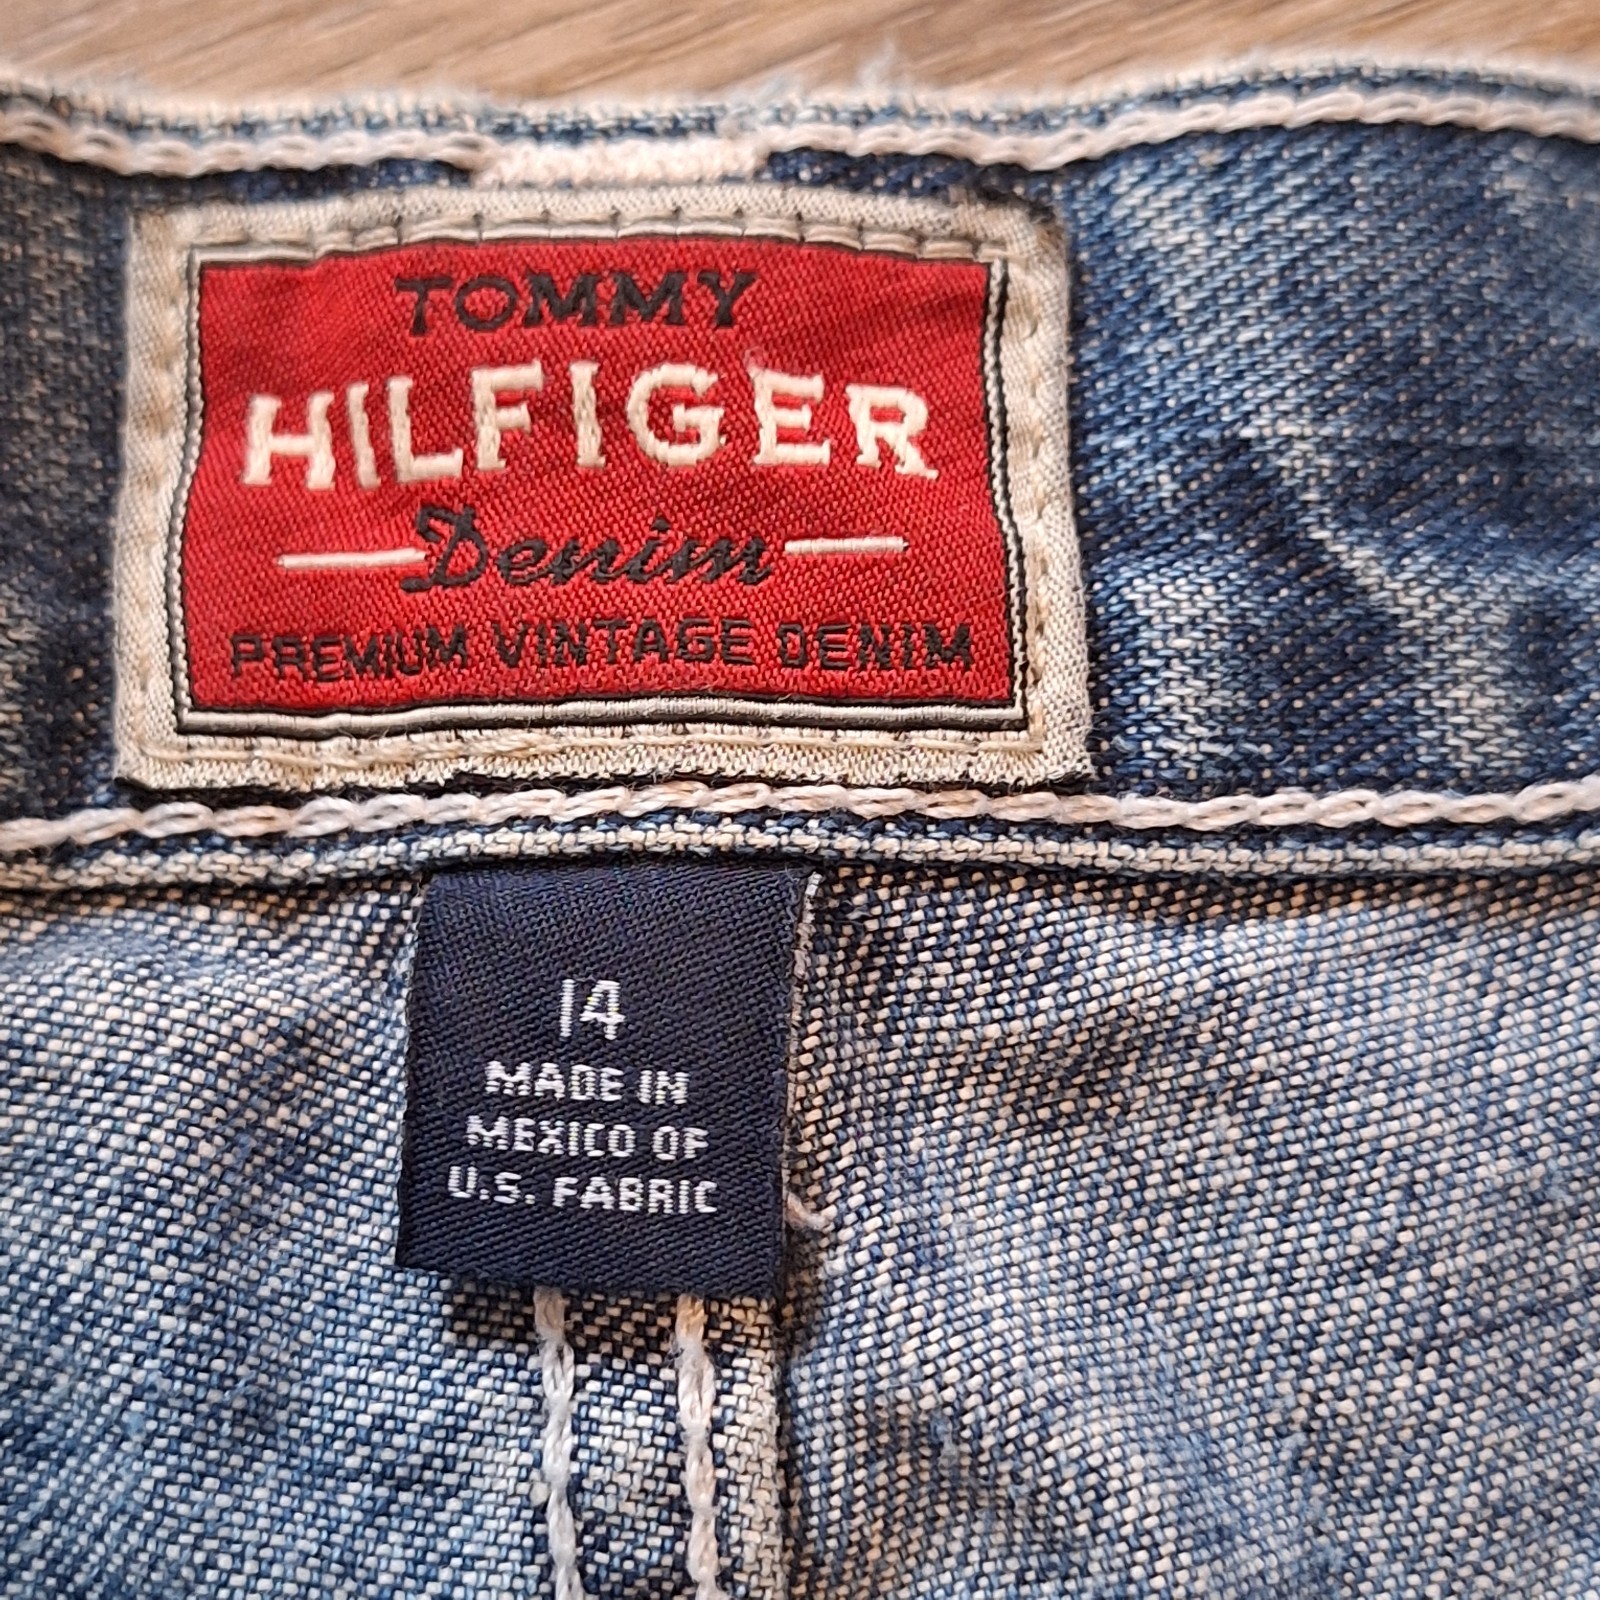 TOMMY
HILFIGER
Denim
PREMIUM VINTAGE DENIM
14
MADE IN
MEXICO OF
U.S. FABRIC